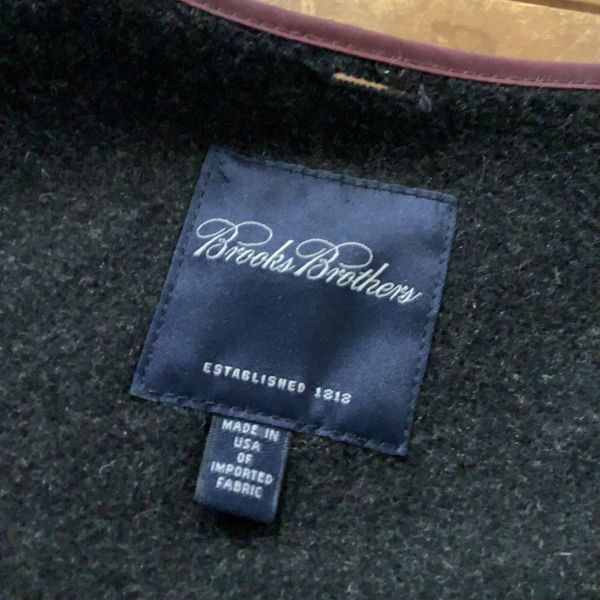 Brooks Brothers
ESTABLISHED 1818
MADE IN
USA
OF
IMPORTED
FABRIC